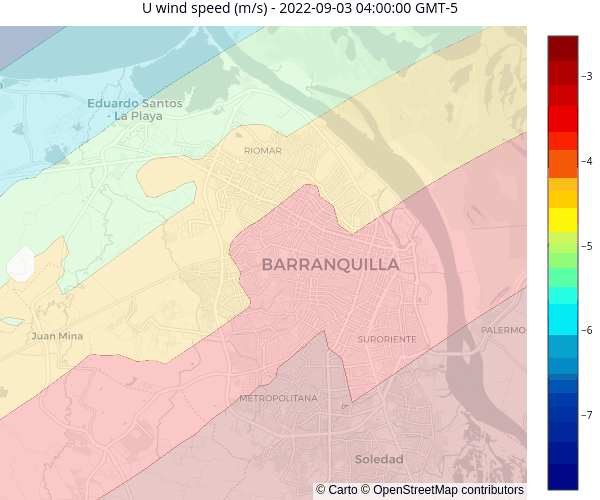 U wind speed (m/s) - 2022-09-03 04:00:00 GMT-5
Eduardo Santos
- La Playa
RIOMAR
BARRANQUILLA
Juan Mina
SURORIENTE
PALERMO
METROPOLITANA
Soledad
© Carto © OpenStreetMap contributors
−3
−4
−5
−6
−7